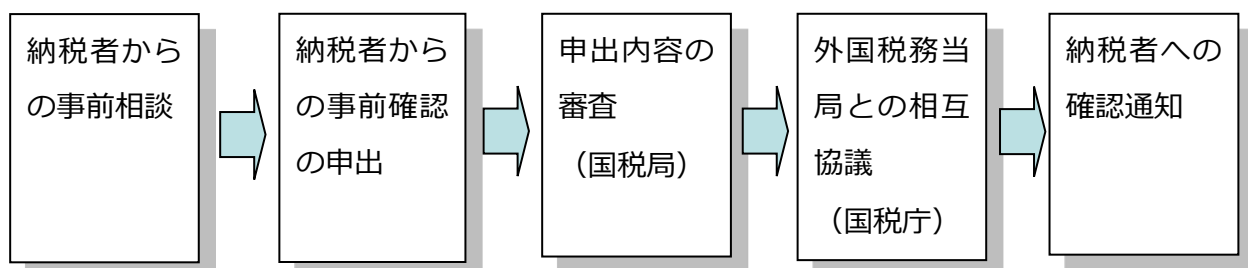 納税者から
の事前相談
納税者から
の事前確認
の申出
申出内容の
審査
（国税局）
外国税務当
局との相互
協議
（国税庁）
納税者への
確認通知